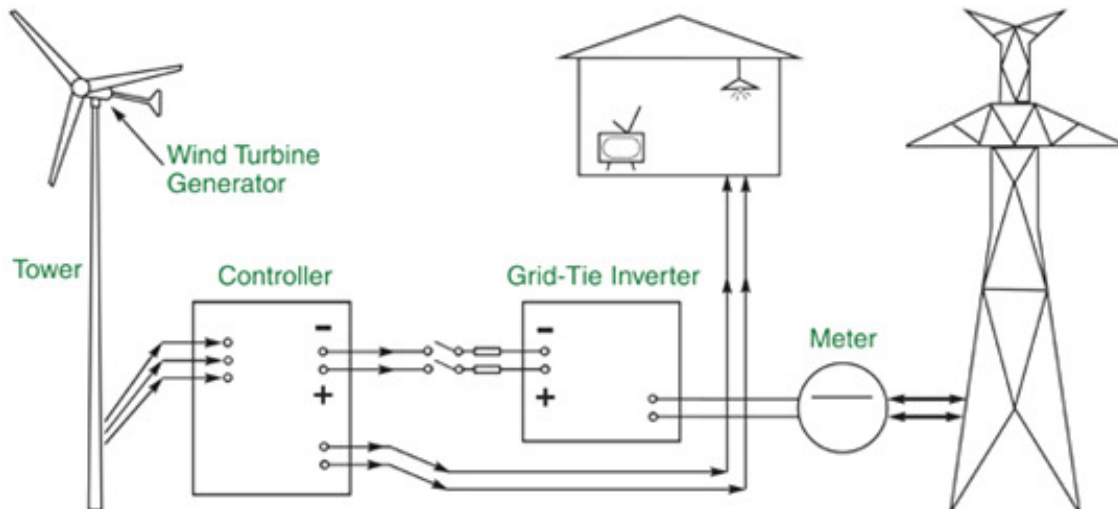 Wind Turbine
Generator
Tower
Controller
Grid-Tie Inverter
Meter
-
+
-
+